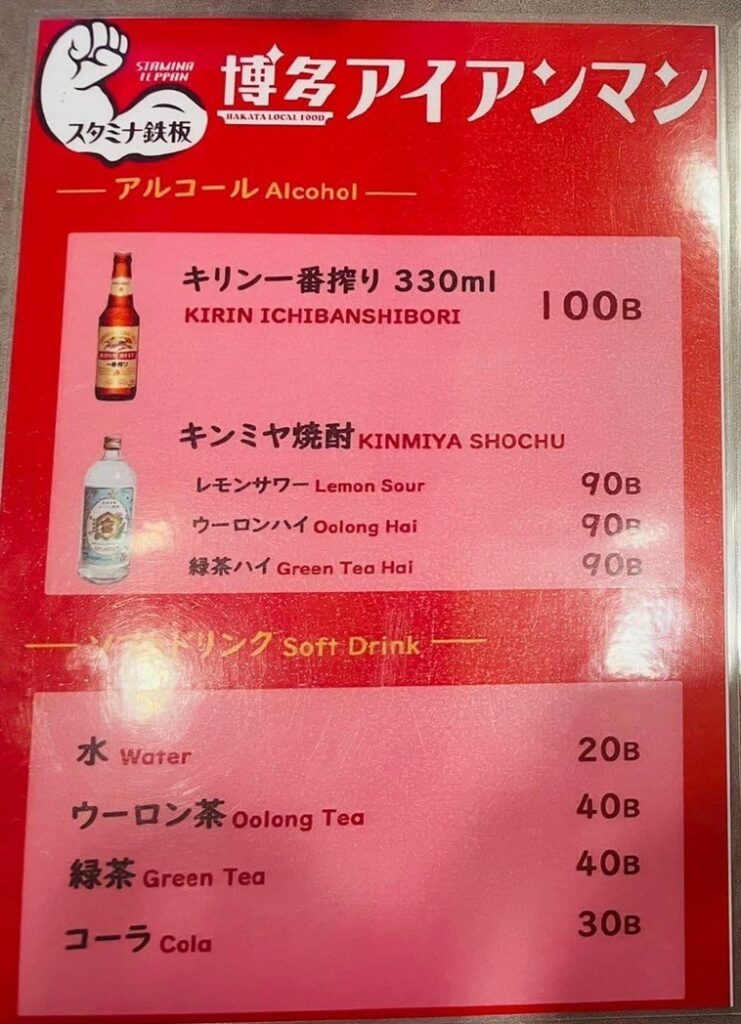 STAMINA
TEPPAN
スタミナ鉄板
博多アイアンマン
HAKATA LOCAL FOOD
アルコール Alcohol
キリン一番搾り 330ml
KIRIN ICHIBANSHIBORI
100B
キンミヤ焼酎 KINMIYA SHOCHU
レモンサワー Lemon Sour 90B
ウーロンハイ Oolong Hai 90B
緑茶ハイ Green Tea Hai 90B
ソフトドリンク Soft Drink
水 Water 20B
ウーロン茶 Oolong Tea 40B
緑茶 Green Tea 40B
コーラ Cola 30B